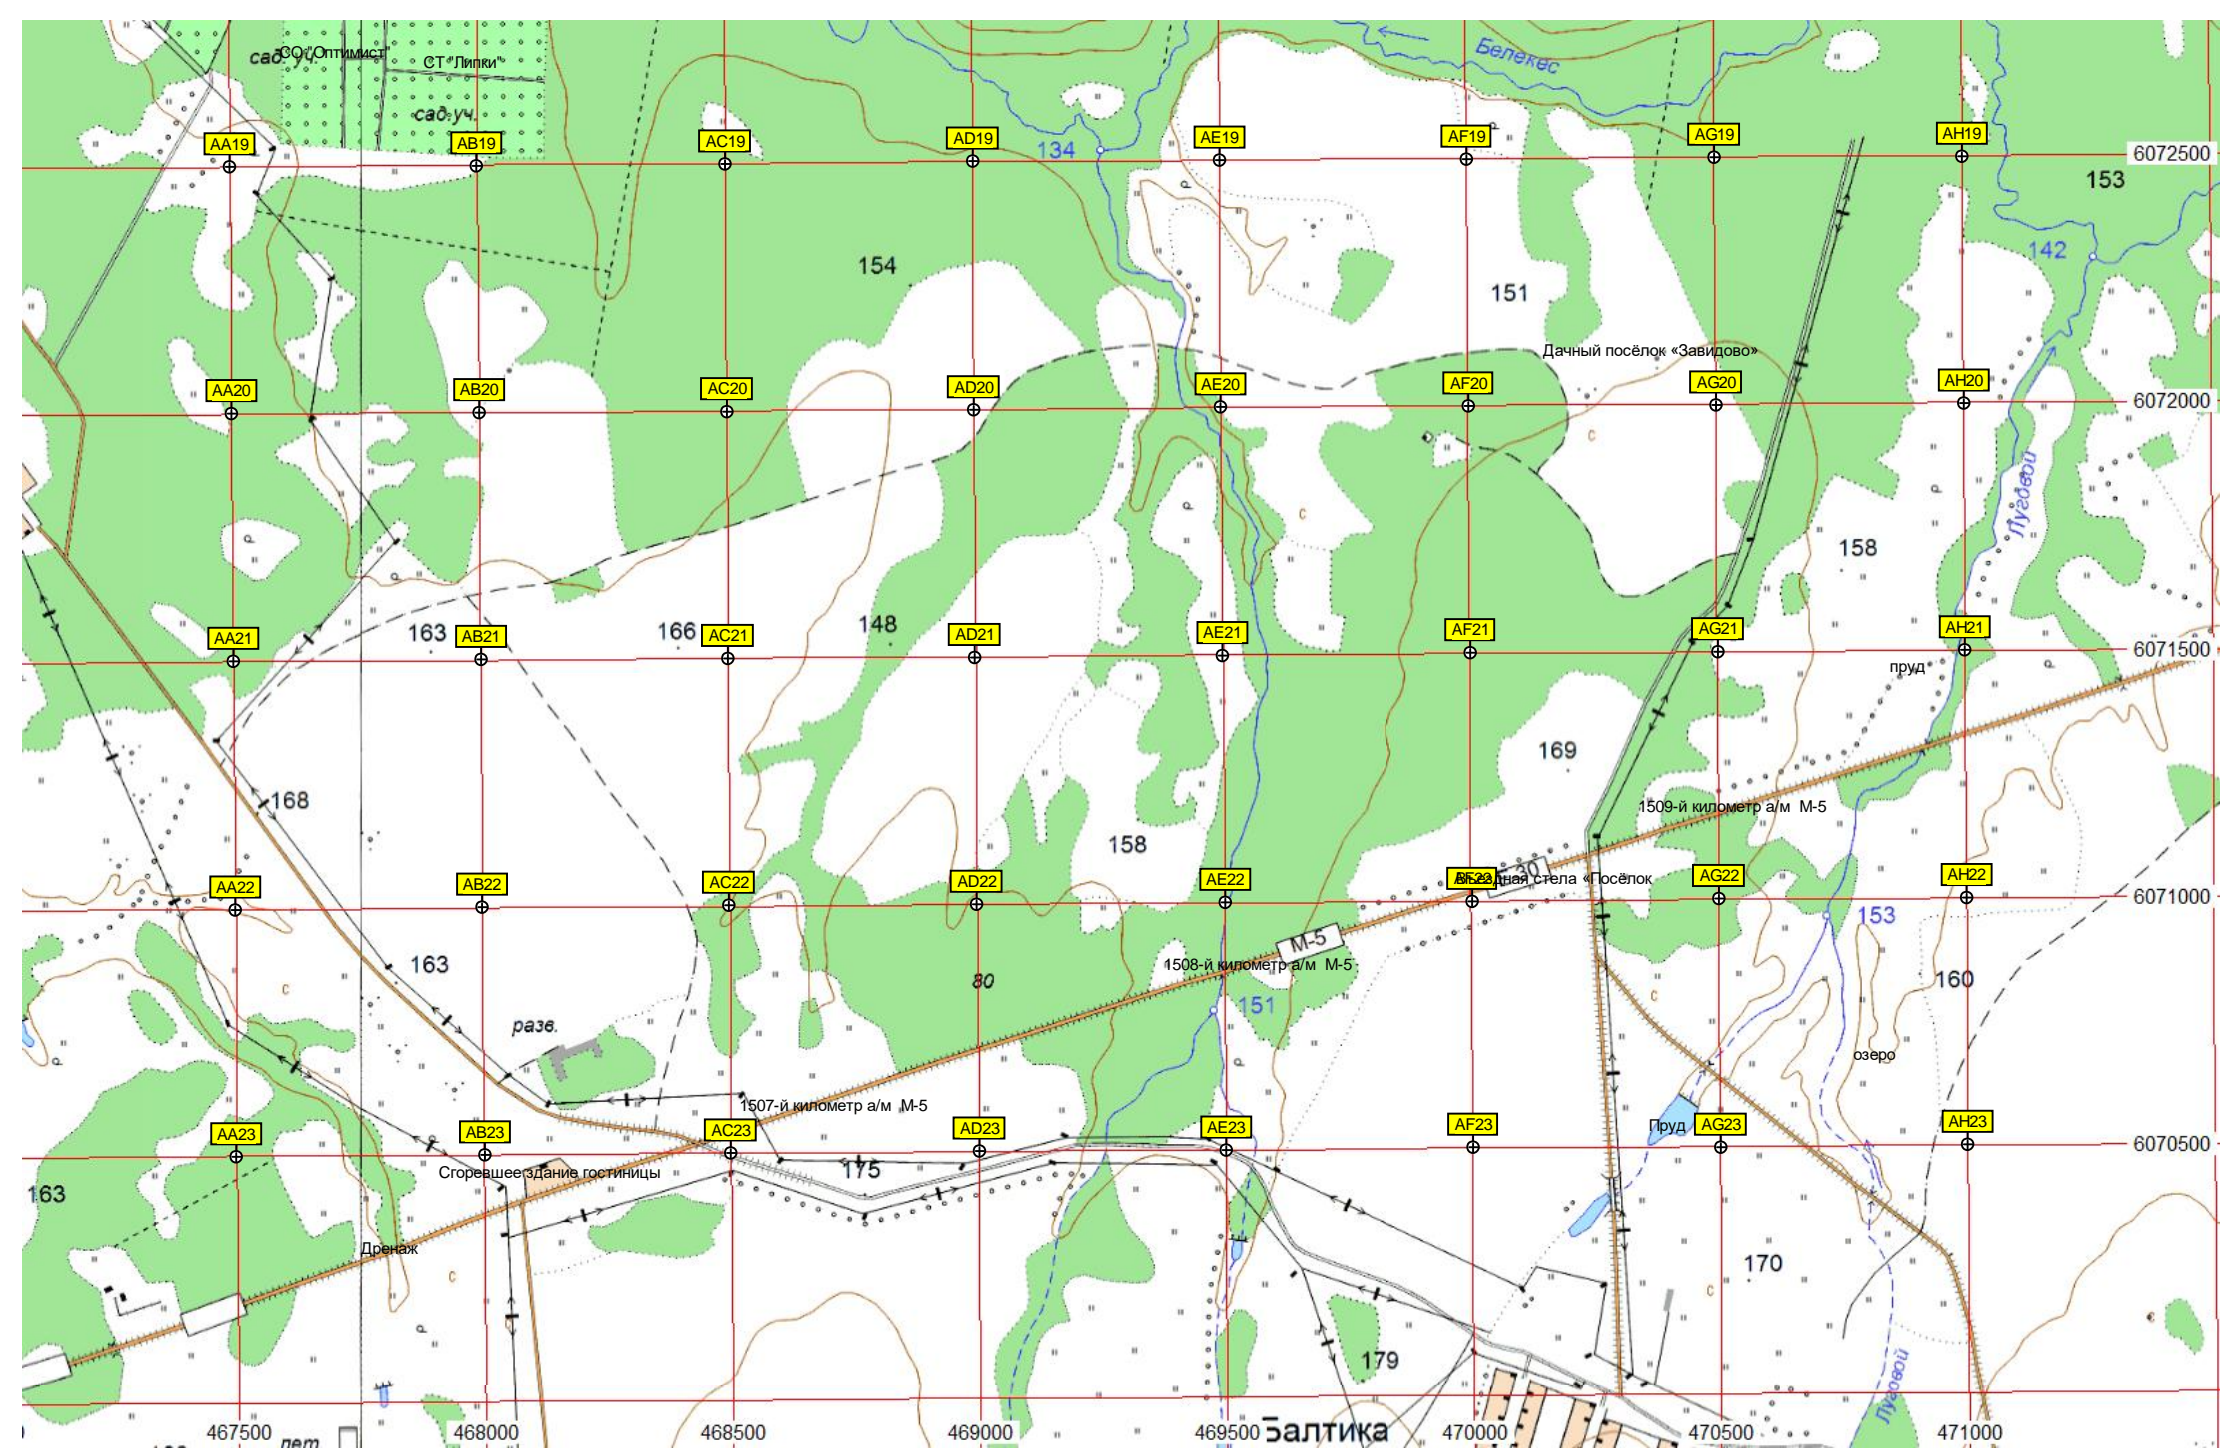 СО "Оптимист"
сад. уч.
СТ "Липки"
сад.уч.
Белекес
AA19
AB19
AC19
AD19
134
AE19
AF19
AG19
AH19
6072500
153
142
154
151
Дачный посёлок «Завидово»
AA20
AB20
AC20
AD20
AE20
AF20
AG20
AH20
6072000
с
Луговой
с
158
AA21
163
AB21
166
AC21
148
AD21
AE21
AF21
AG21
AH21
6071500
пруд
169
168
1509-й километр а/м М-5
158
AA22
AB22
AC22
AD22
AE22
AF22
Въездная стела «Посёлок
AG22
AH22
6071000
153
М-5
163
1508-й километр а/м М-5
с
80
с
160
151
разв.
озеро
1507-й километр а/м М-5
AA23
AB23
AC23
AD23
AE23
AF23
Пруд
AG23
AH23
6070500
Сгоревшее здание гостиницы
175
163
Дренаж
с
170
с
179
Луговой
Балтика
лет.
467500
468000
468500
469000
469500
470000
470500
471000